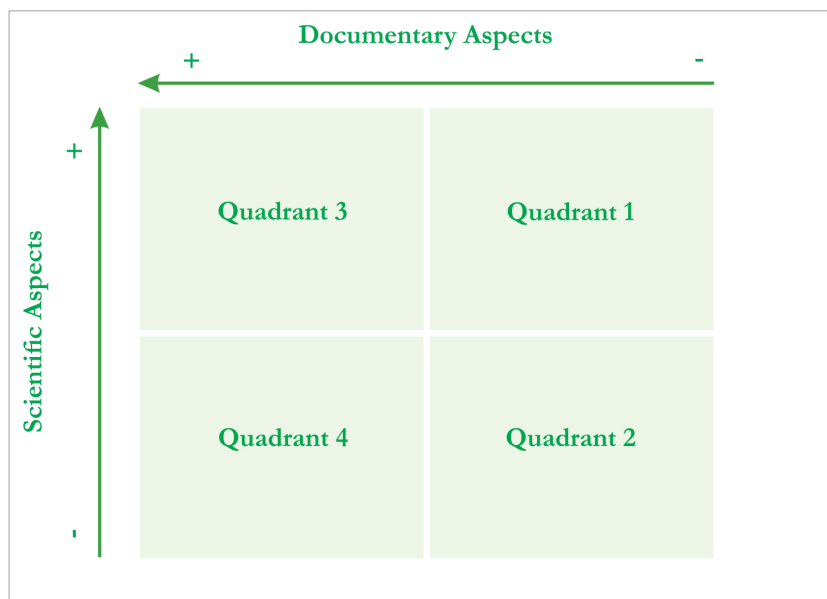 Documentary Aspects
+ -
+
Quadrant 3 Quadrant 1
Scientific Aspects
Quadrant 4 Quadrant 2
-